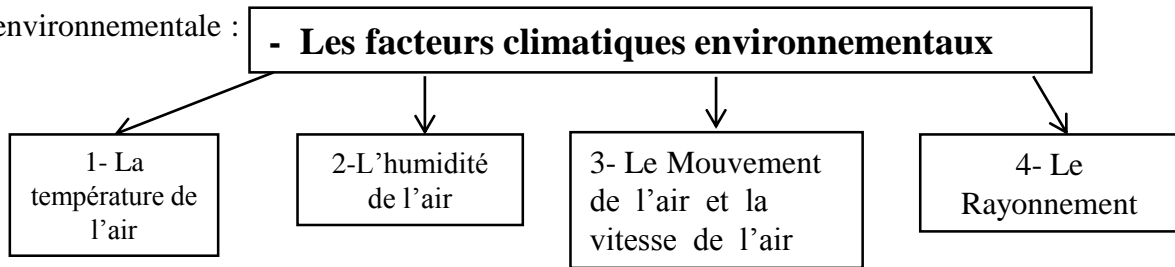 environnementale :
- Les facteurs climatiques environnementaux
1- La
température de
l’air
2-L’humidité
de l’air
3- Le Mouvement
de l’air et la
vitesse de l’air
4- Le
Rayonnement